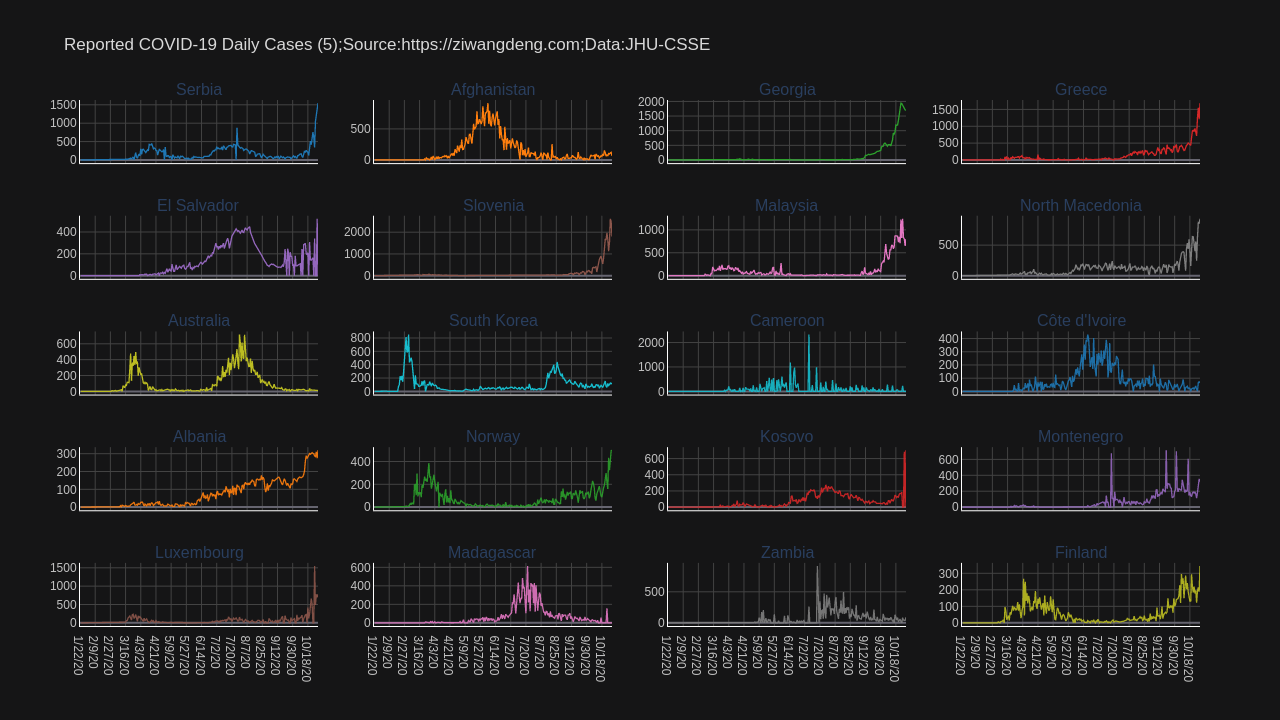 Reported COVID-19 Daily Cases (5);Source:https://ziwangdeng.com;Data:JHU-CSSE
Serbia Afghanistan Georgia Greece
1500 1000 500 0
500 0
2000 1500 1000 500 0
1500 1000 500 0
El Salvador Slovenia Malaysia North Macedonia
400 200 0
2000 1000 0
1000 500 0
500 0
Australia South Korea Cameroon Côte d'Ivoire
600 400 200 0
800 600 400 200 0
2000 1000 0
400 300 200 100 0
Albania Norway Kosovo Montenegro
300 200 100 0
400 200 0
600 400 200 0
600 400 200 0
Luxembourg Madagascar Zambia Finland
1500 1000 500 0
600 400 200 0
500 0
300 200 100 0
1/22/20 2/9/20 2/27/20 3/16/20 4/3/20 4/21/20 5/9/20 5/27/20 6/14/20 7/2/20 7/20/20 8/7/20 8/25/20 9/12/20 9/30/20 10/18/20
1/22/20 2/9/20 2/27/20 3/16/20 4/3/20 4/21/20 5/9/20 5/27/20 6/14/20 7/2/20 7/20/20 8/7/20 8/25/20 9/12/20 9/30/20 10/18/20
1/22/20 2/9/20 2/27/20 3/16/20 4/3/20 4/21/20 5/9/20 5/27/20 6/14/20 7/2/20 7/20/20 8/7/20 8/25/20 9/12/20 9/30/20 10/18/20
1/22/20 2/9/20 2/27/20 3/16/20 4/3/20 4/21/20 5/9/20 5/27/20 6/14/20 7/2/20 7/20/20 8/7/20 8/25/20 9/12/20 9/30/20 10/18/20